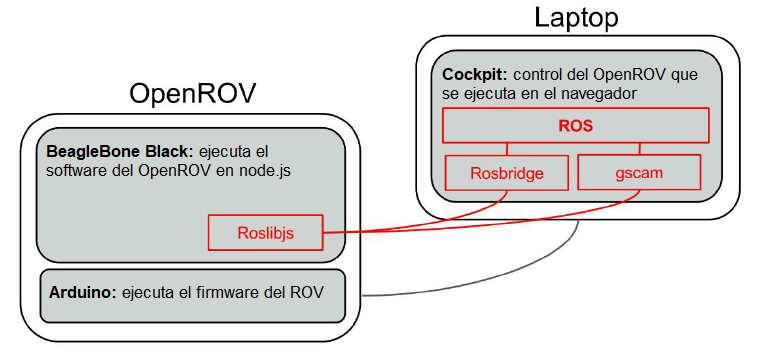 Laptop
Cockpit: control del OpenROV que
se ejecuta en el navegador
ROS
Rosbridge
gscam
OpenROV
BeagleBone Black: ejecuta el
software del OpenROV en node.js
Roslibjs
Arduino: ejecuta el firmware del ROV